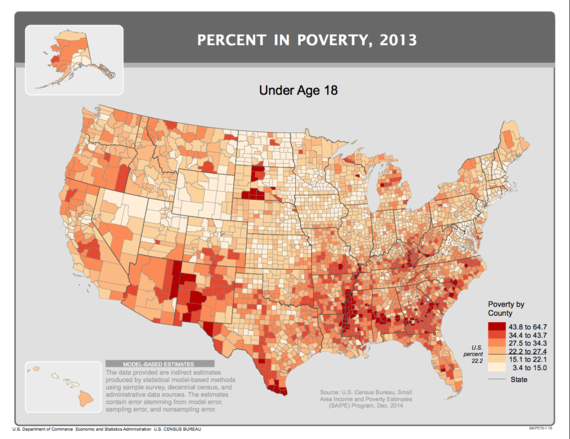 PERCENT IN POVERTY, 2013
Under Age 18
Poverty by
County
43.8 to 64.7
34.4 to 43.7
27.5 to 34.3
22.2 to 27.4
15.1 to 22.1
3.4 to 15.0
State
U.S.
percent
22.2
MODEL-BASED ESTIMATES
The data provided are indirect estimates
produced by statistical model-based methods
using sample survey, decennial census, and
administrative data sources. The estimates
contain error stemming from model error,
sampling error, and nonsampling error.
Source: U.S. Census Bureau, Small
Area Income and Poverty Estimates
(SAIPE) Program, Dec. 2014
U.S. Department of Commerce Economic and Statistics Administration U.S. CENSUS BUREAU